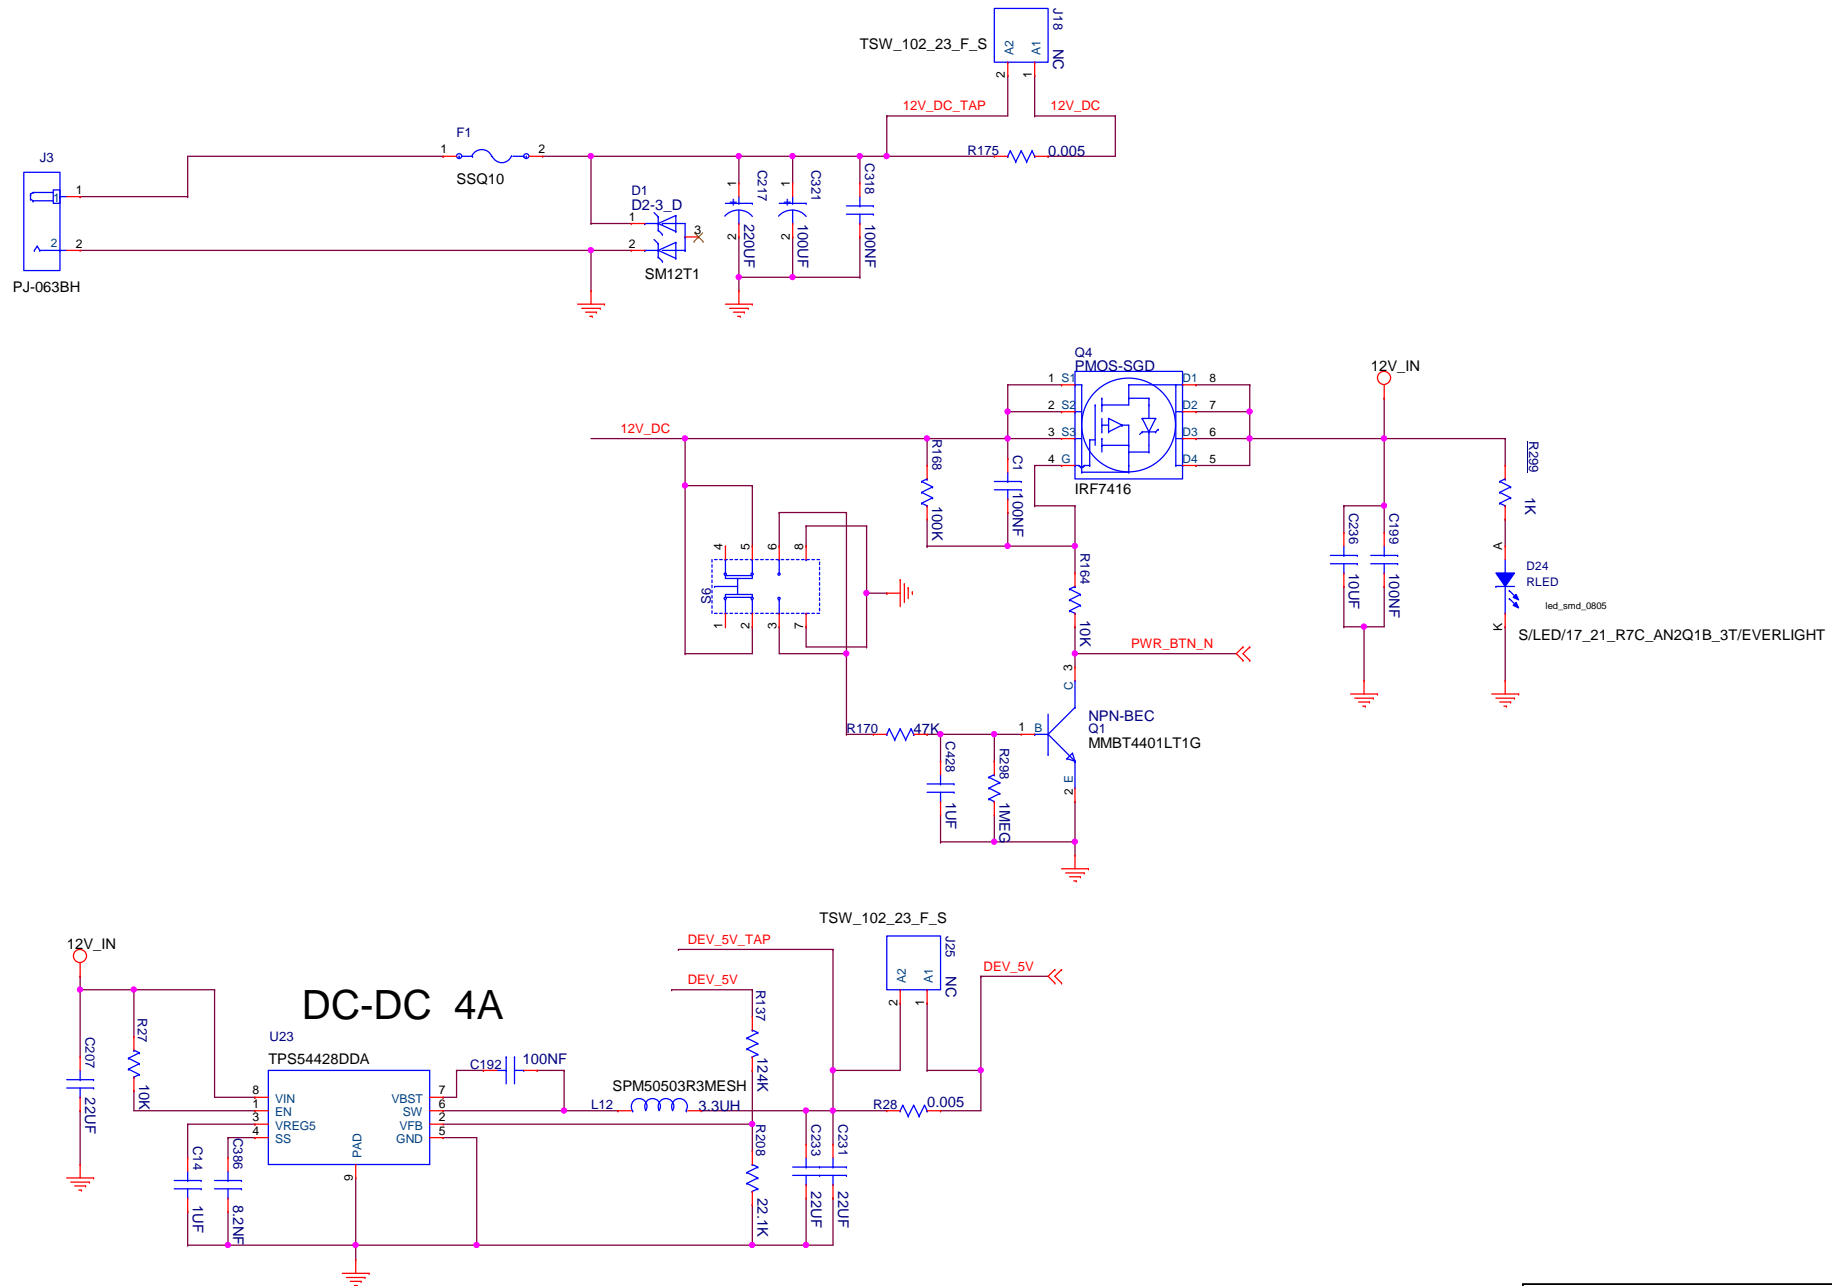 J18
TSW_102_23_F_S
A2
A1
NC
2
1
12V_DC_TAP
12V_DC
F1
1
2
SSQ10
R175
0.005
J3
1
1
2
2
PJ-063BH
D1
D2-3_D
1
2
3
SM12T1
1
C217
2
220UF
1
C321
2
100UF
C318
100NF
Q4
PMOS-SGD
1 S1
2 S2
3 S3
4 G
D1 8
D2 7
D3 6
D4 5
IRF7416
12V_IN
12V_DC
R168
100K
C1
100NF
R299
1K
C236
10UF
C199
100NF
A
D24
RLED
led_smd_0805
K
S/LED/17_21_R7C_AN2Q1B_3T/EVERLIGHT
4
5
6
8
S6
1
2
3
7
R164
10K
PWR_BTN_N
3
C
R170
47K
1
B
NPN-BEC
Q1
MMBT4401LT1G
E
2
C428
1UF
R298
1MEG
TSW_102_23_F_S
J25
A2
A1
NC
2
1
12V_IN
DEV_5V_TAP
DEV_5V
DEV_5V
DC-DC 4A
U23
TPS54428DDA
C207
22UF
R27
10K
8 VIN
1 EN
3 VREG5
4 SS
VBST 7
SW 6
VFB 2
GND 5
PAD
9
C192
100NF
SPM50503R3MESH
L12
3.3UH
R137
124K
R28
0.005
C14
1UF
C386
8.2NF
R208
22.1K
C233
22UF
C231
22UF